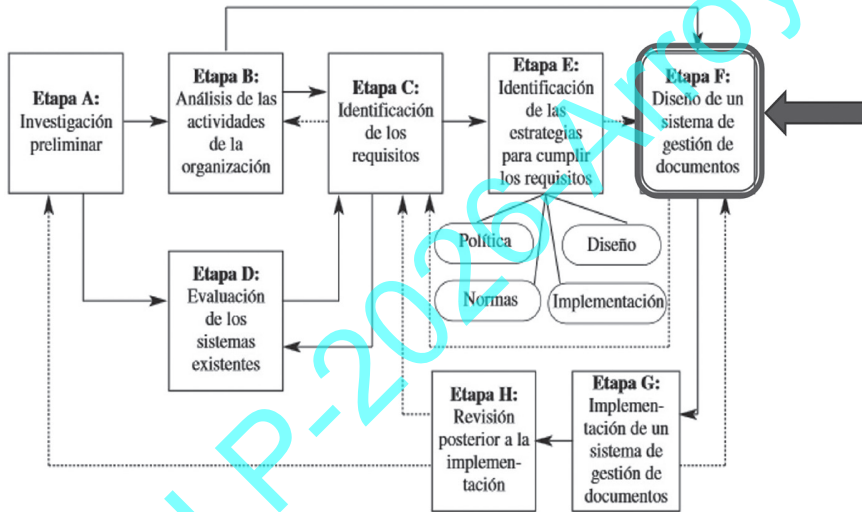 Etapa A:
Investigación
preliminar
Etapa B:
Análisis de las
actividades
de la
organización
Etapa C:
Identificación
de los
requisitos
Etapa E:
Identificación
de las
estrategias
para cumplir
los requisitos
Etapa F:
Diseño de un
sistema de
gestión de
documentos
Política
Diseño
Normas
Implementación
Etapa D:
Evaluación
de los
sistemas
existentes
Etapa H:
Revisión
posterior a la
implemen-
tación
Etapa G:
Implemen-
tación de un
sistema de
gestión de
documentos
LP-2026-Arroy